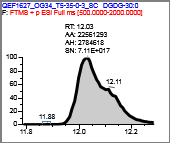 QEF1627_OG34_T5-35-0-3_SC DGDG-30:0
F: FTMS + p ESI Full ms [500.0000-2000.0000]
RT: 12.03
AA: 22561293
AH: 2784618
SN: 7.11E+017
100
80
60
40
20
0
12.11
11.88
11.8 12.0 12.2